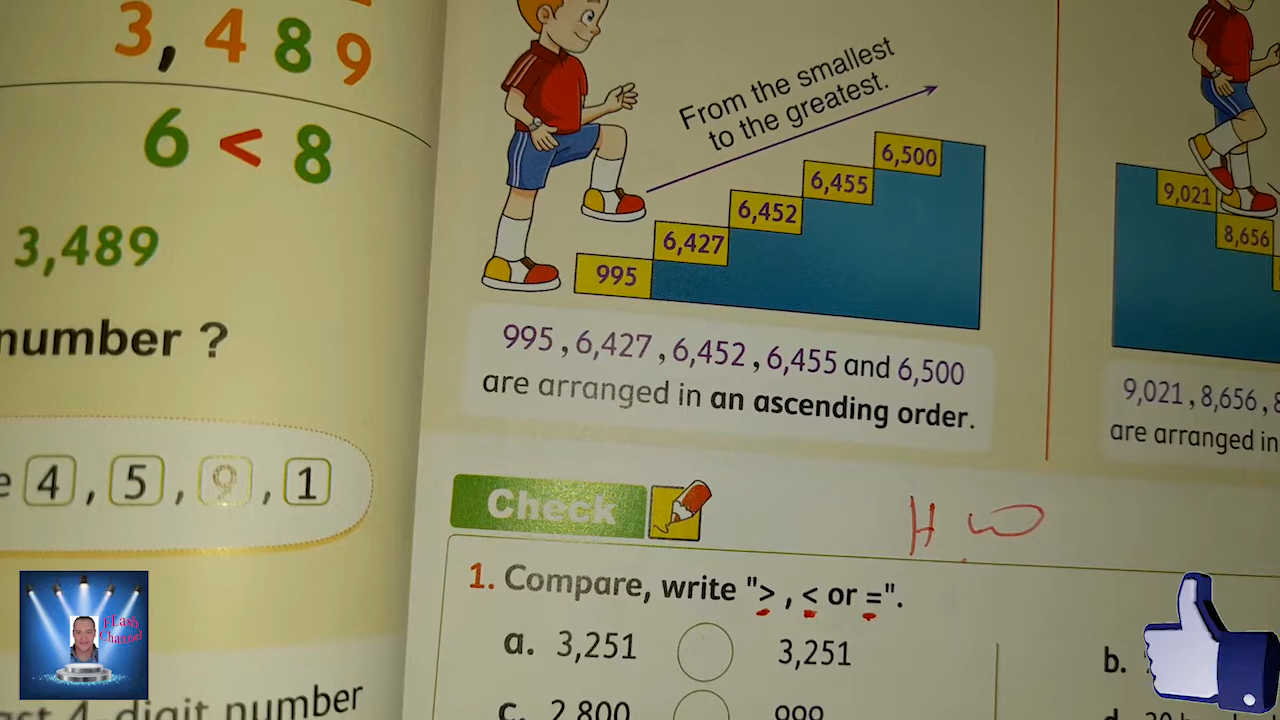 3,489
6 < 8
3,489
number ?
4 , 5 , 9 , 1
4-digit number
From the smallest
to the greatest.
6,500
6,455
6,452
6,427
995
995 , 6,427 , 6,452 , 6,455 and 6,500
are arranged in an ascending order.
9,021
8,656
9,021 , 8,656 ,
are arranged in
Check
H.W
1. Compare, write "> , < or =".
a. 3,251 3,251
b.
c. 2,800 999
d.
FLash
Channel